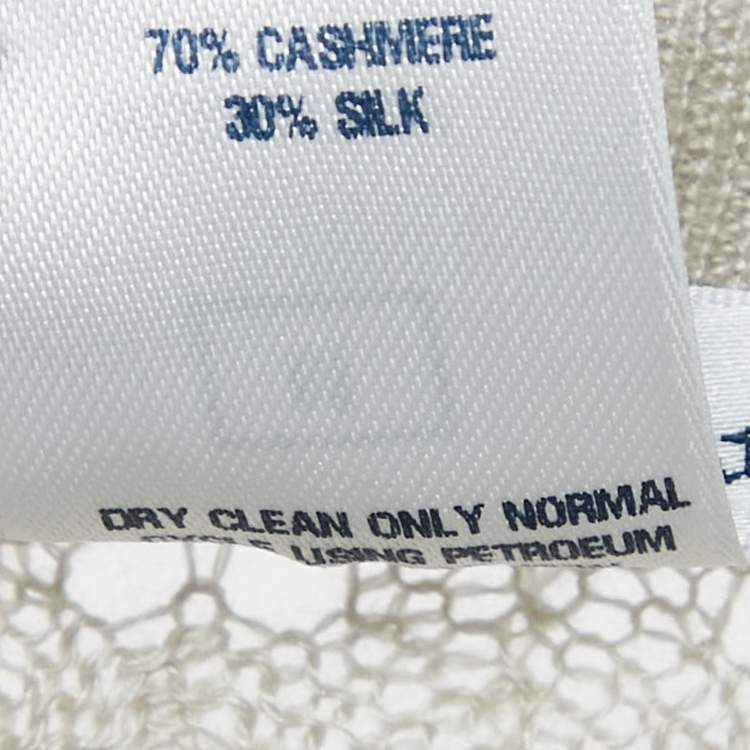 70% CASHMERE
30% SILK
DRY CLEAN ONLY NORMAL
CYCLE USING PETROEUM